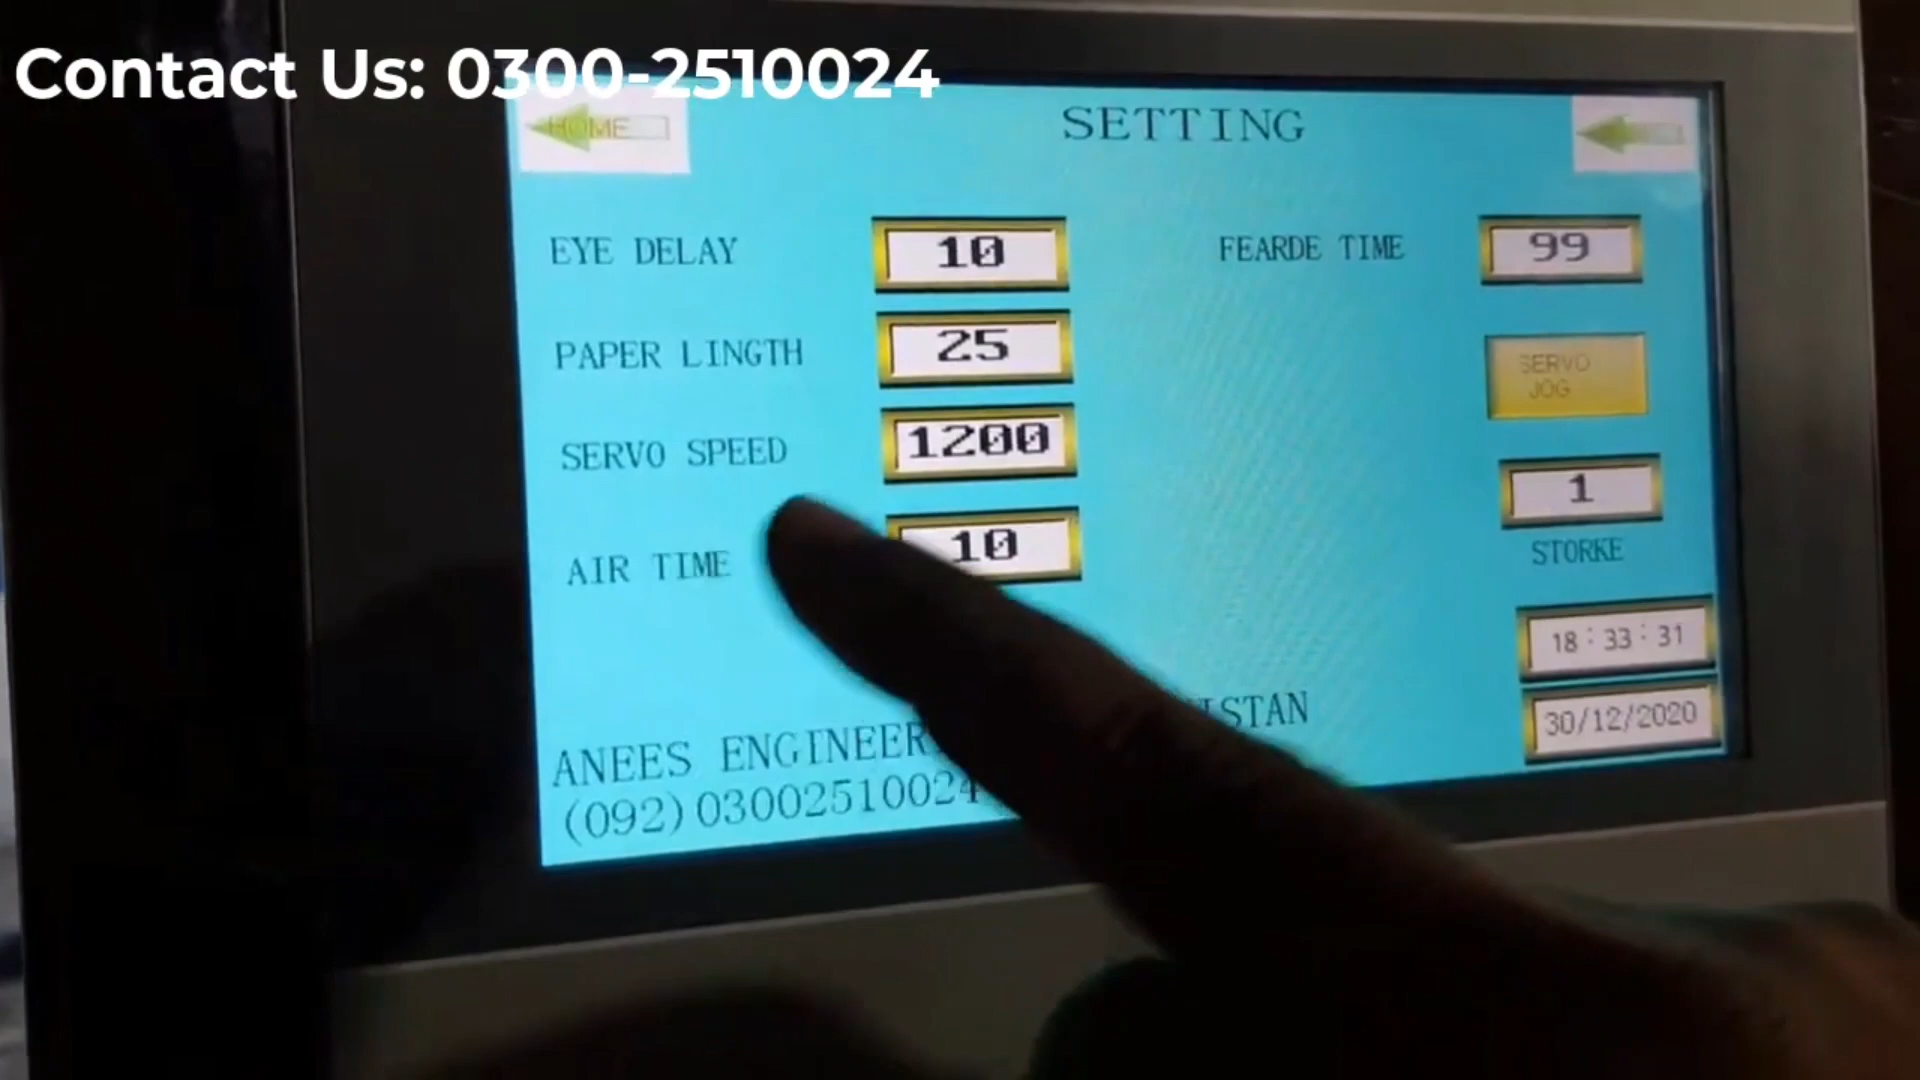 Contact Us: 0300-2510024
HOME
SETTING
EYE DELAY 10
FEARDE TIME 99
PAPER LINGTH 25
SERVO JOG
SERVO SPEED 1200
1
STORKE
AIR TIME 10
18:33:31
30/12/2020
ANEES ENGINEER
(092)03002510024